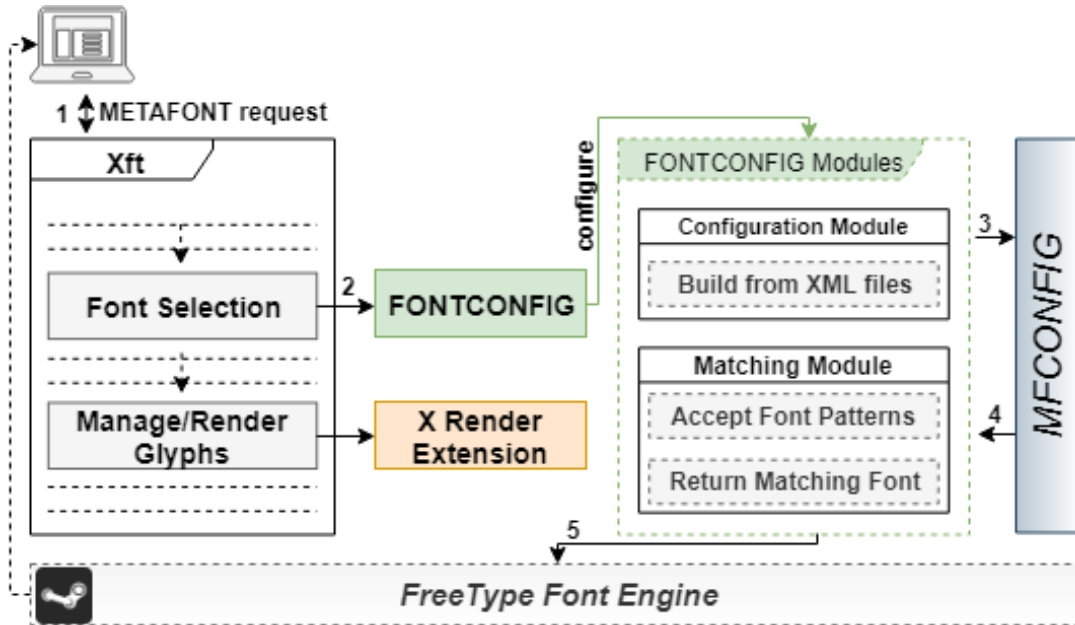 1 METAFONT request
Xft
Font Selection
2
FONTCONFIG
configure
FONTCONFIG Modules
Configuration Module
Build from XML files
3
Matching Module
Accept Font Patterns
Return Matching Font
4
MFCONFIG
Manage/Render
Glyphs
X Render
Extension
5
FreeType Font Engine